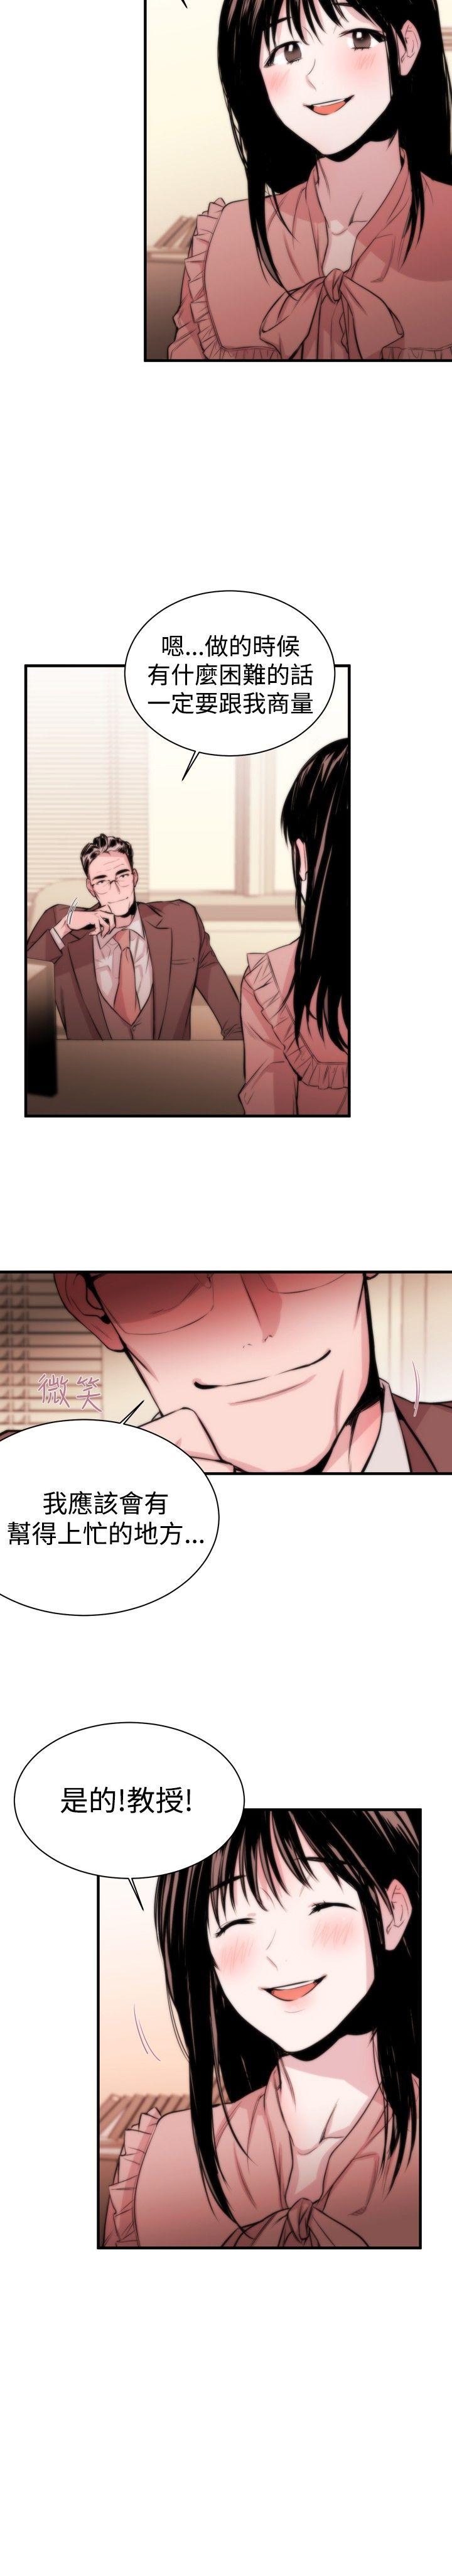 嗯...做的時候
有什麼困難的話
一定要跟我商量
微笑
我應該會有
幫得上忙的地方...
是的!教授!